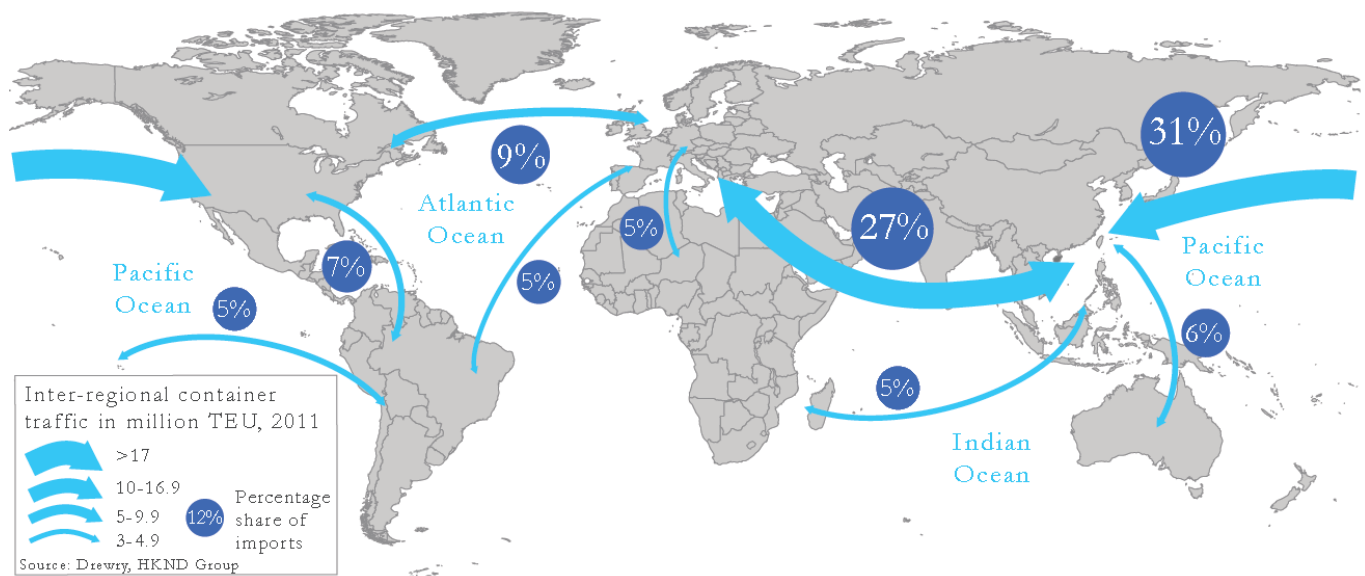 31%
9%
Atlantic
Ocean
27%
5%
7%
5%
Pacific
Ocean
5%
Pacific
Ocean
6%
5%
Indian
Ocean
Inter-regional container
traffic in million TEU, 2011
>17
10-16.9
5-9.9
3-4.9
12%
Percentage
share of
imports
Source: Drewry, HKND Group